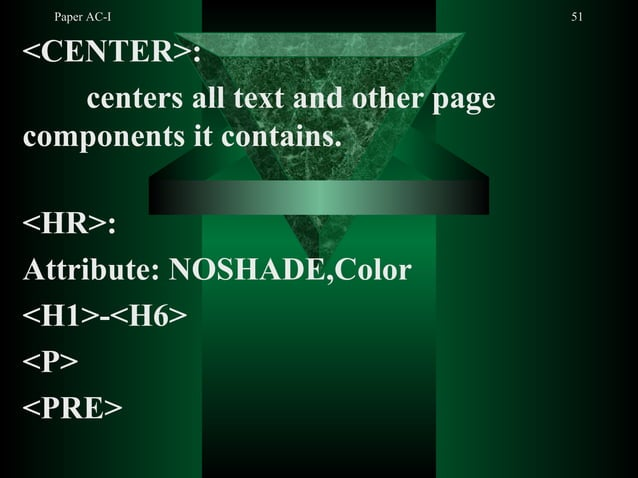 Paper AC-I
51
<CENTER>:
centers all text and other page
components it contains.
<HR>:
Attribute: NOSHADE,Color
<H1>-<H6>
<P>
<PRE>